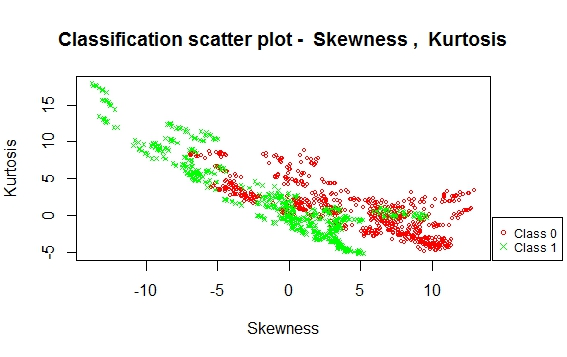 Classification scatter plot - Skewness , Kurtosis
15
10
5
0
-5
Kurtosis
-10
-5
0
5
10
Skewness
Class 0
Class 1